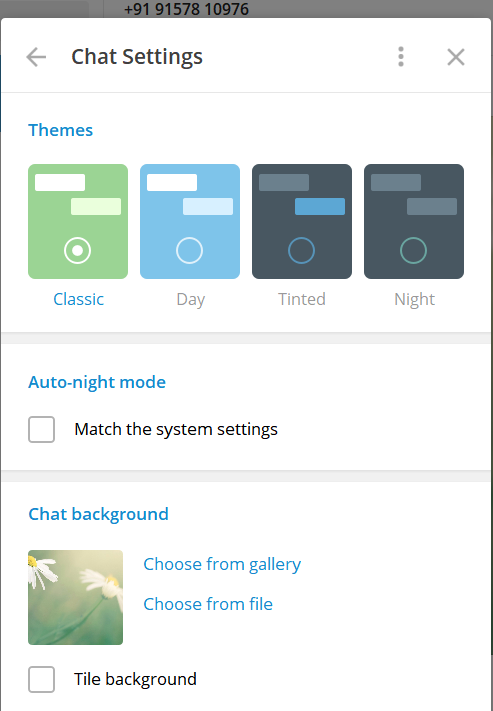 +91 91578 10976
Chat Settings
Themes
Classic
Day
Tinted
Night
Auto-night mode
Match the system settings
Chat background
Choose from gallery
Choose from file
Tile background